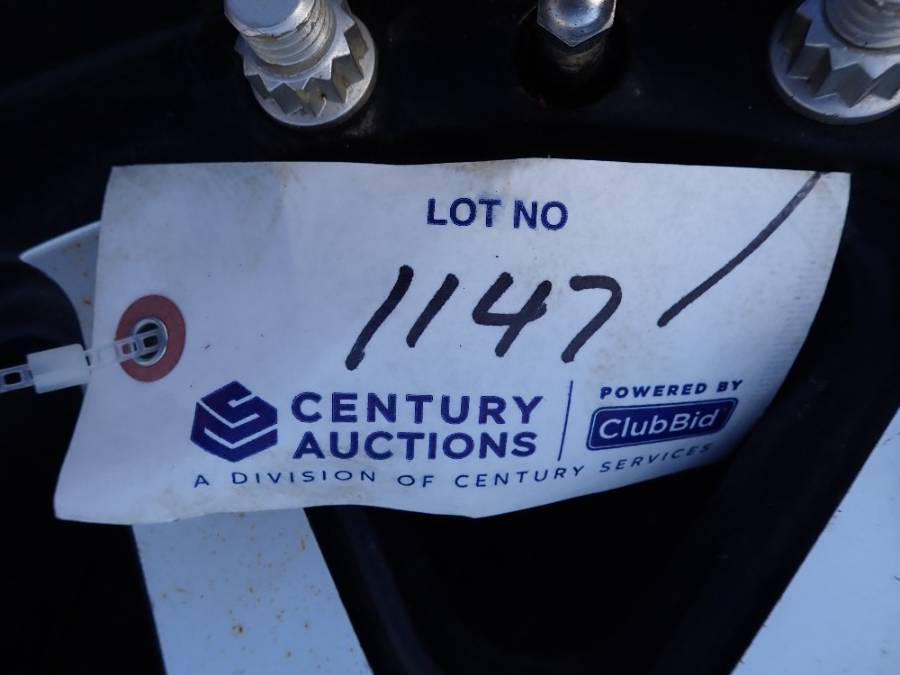 LOT NO
1147
CENTURY
AUCTIONS
POWERED BY
ClubBid
A DIVISION OF CENTURY SERVICES